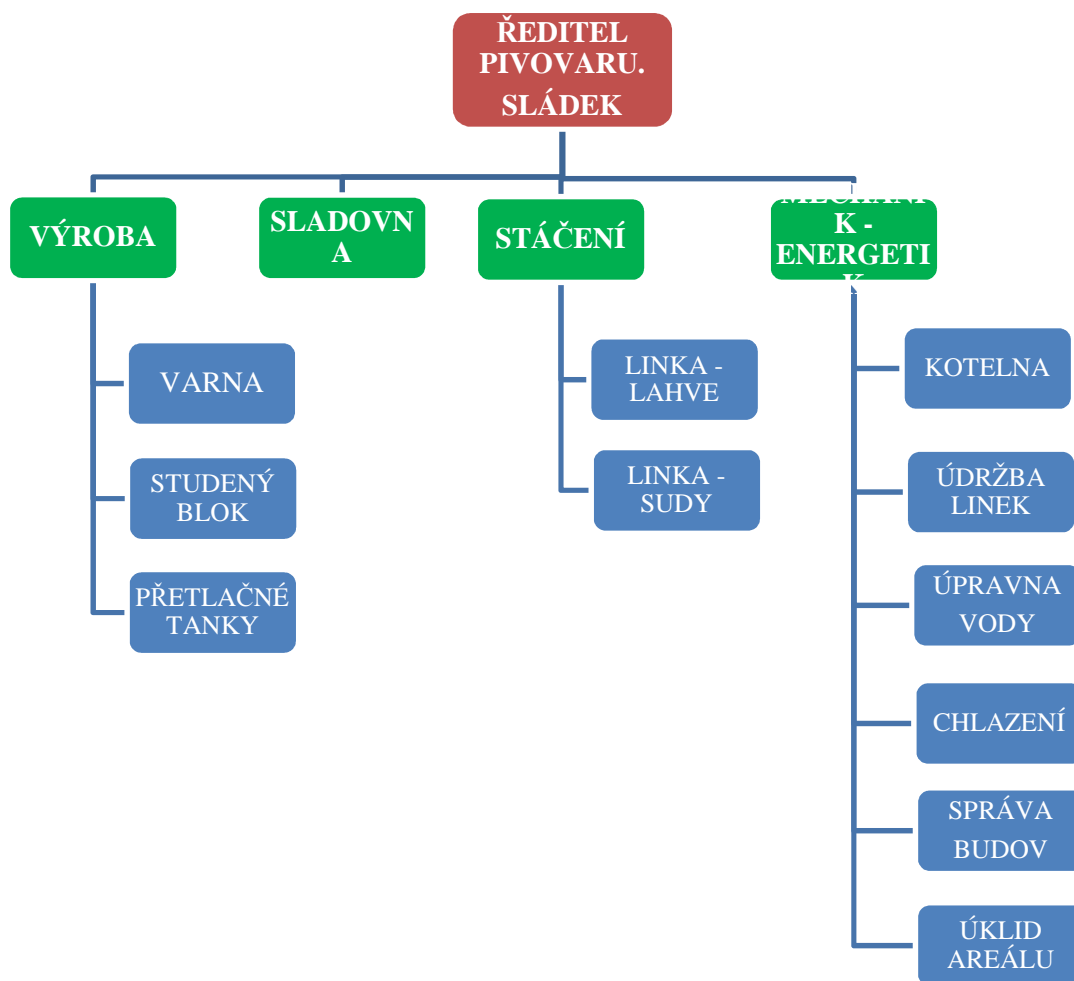 ŘEDITEL
PIVOVARU.
SLÁDEK
VÝROBA
SLADOVN
A
STÁČENÍ
MECHANI
K -
ENERGETI
K
VARNA
STUDENÝ
BLOK
PŘETLAČNÉ
TANKY
LINKA -
LAHVE
LINKA -
SUDY
KOTELNA
ÚDRŽBA
LINEK
ÚPRAVNA
VODY
CHLAZENÍ
SPRÁVA
BUDOV
ÚKLID
AREÁLU